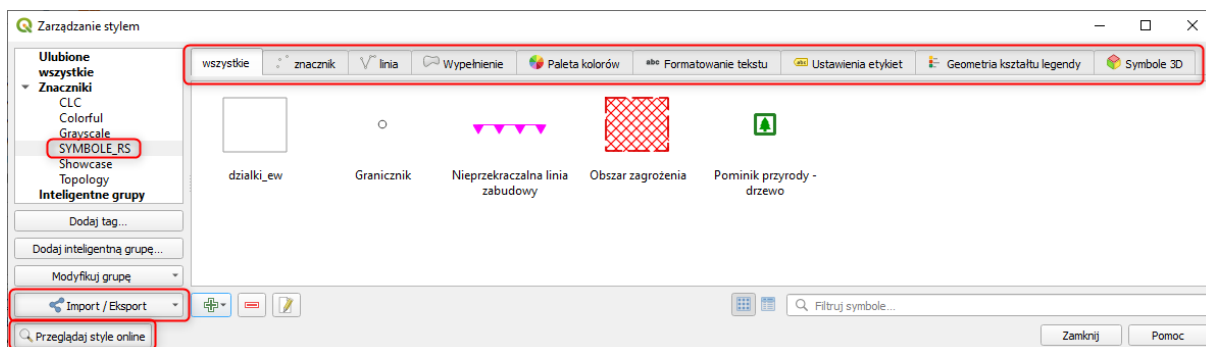 Zarządzanie stylem
Ulubione
wszystkie
Znaczniki
CLC
Colorful
Grayscale
SYMBOLE_RS
Showcase
Topology
Inteligentne grupy
Dodaj tag...
Dodaj inteligentną grupę...
Modyfikuj grupę
Import / Eksport
Przeglądaj style online
wszystkie
znacznik
linia
Wypełnienie
Paleta kolorów
abc Formatowanie tekstu
abc Ustawienia etykiet
Geometria kształtu legendy
Symbole 3D
dzialki_ew
Granicznik
Nieprzekraczalna linia
zabudowy
Obszar zagrożenia
Pominik przyrody -
drzewo
Filtruj symbole...
Zamknij
Pomoc